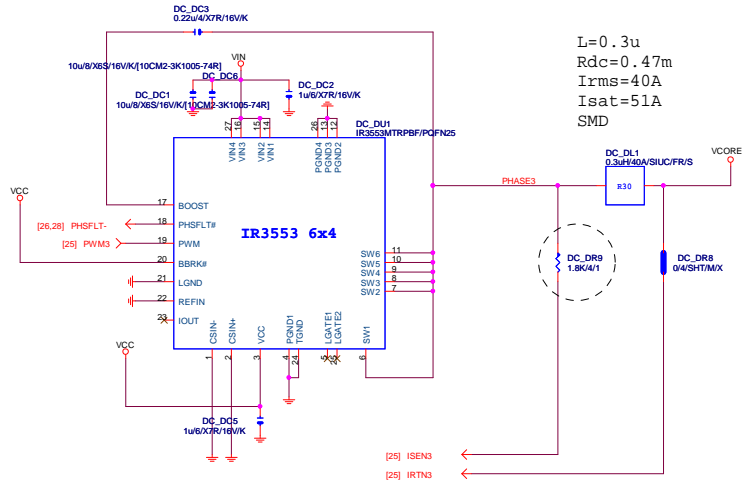 DC_DC3
0.22u/4/X7R/16V/K
L=0.3u
Rdc=0.47m
Irms=40A
Isat=51A
SMD
VIN
10u/8/X6S/16V/K/[10CM2-3K1005-74R]
DC_DC6
DC_DC1
10u/8/X6S/16V/K/[10CM2-3K1005-74R]
DC_DC2
1u/6/X7R/16V/K
DC_DU1
IR3553MTRPBF/PQFN25
27 16 15 14 26 13 12
VIN4 VIN3 VIN2 VIN1 PGND4 PGND3 PGND2
VCORE
DC_DL1
0.3uH/40A/SIUC/FR/S
R30
PHASE3
VCC
17 BOOST
[26,28] PHSFLT- 18 PHSFLT#
[25] PWM3 19 PWM
20 BBRK#
21 LGND
22 REFIN
23 IOUT
IR3553 6x4
SW6 11
SW5 10
SW4 9
SW3 8
SW2 7
DC_DR9
1.8K/4/1
DC_DR8
0/4/SHT/M/X
CSIN- CSIN+ VCC PGND1 TGND LGATE1 LGATE2 SW1
1 2 3 4 24 5 25 6
VCC
DC_DC5
1u/6/X7R/16V/K
[25] ISEN3
[25] IRTN3